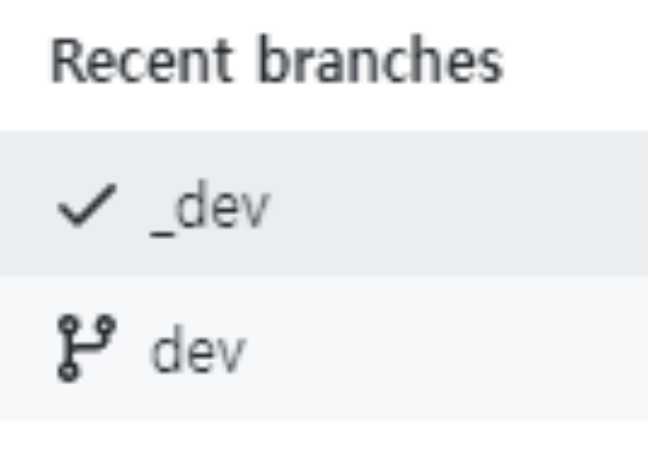 Recent branches
_dev
dev